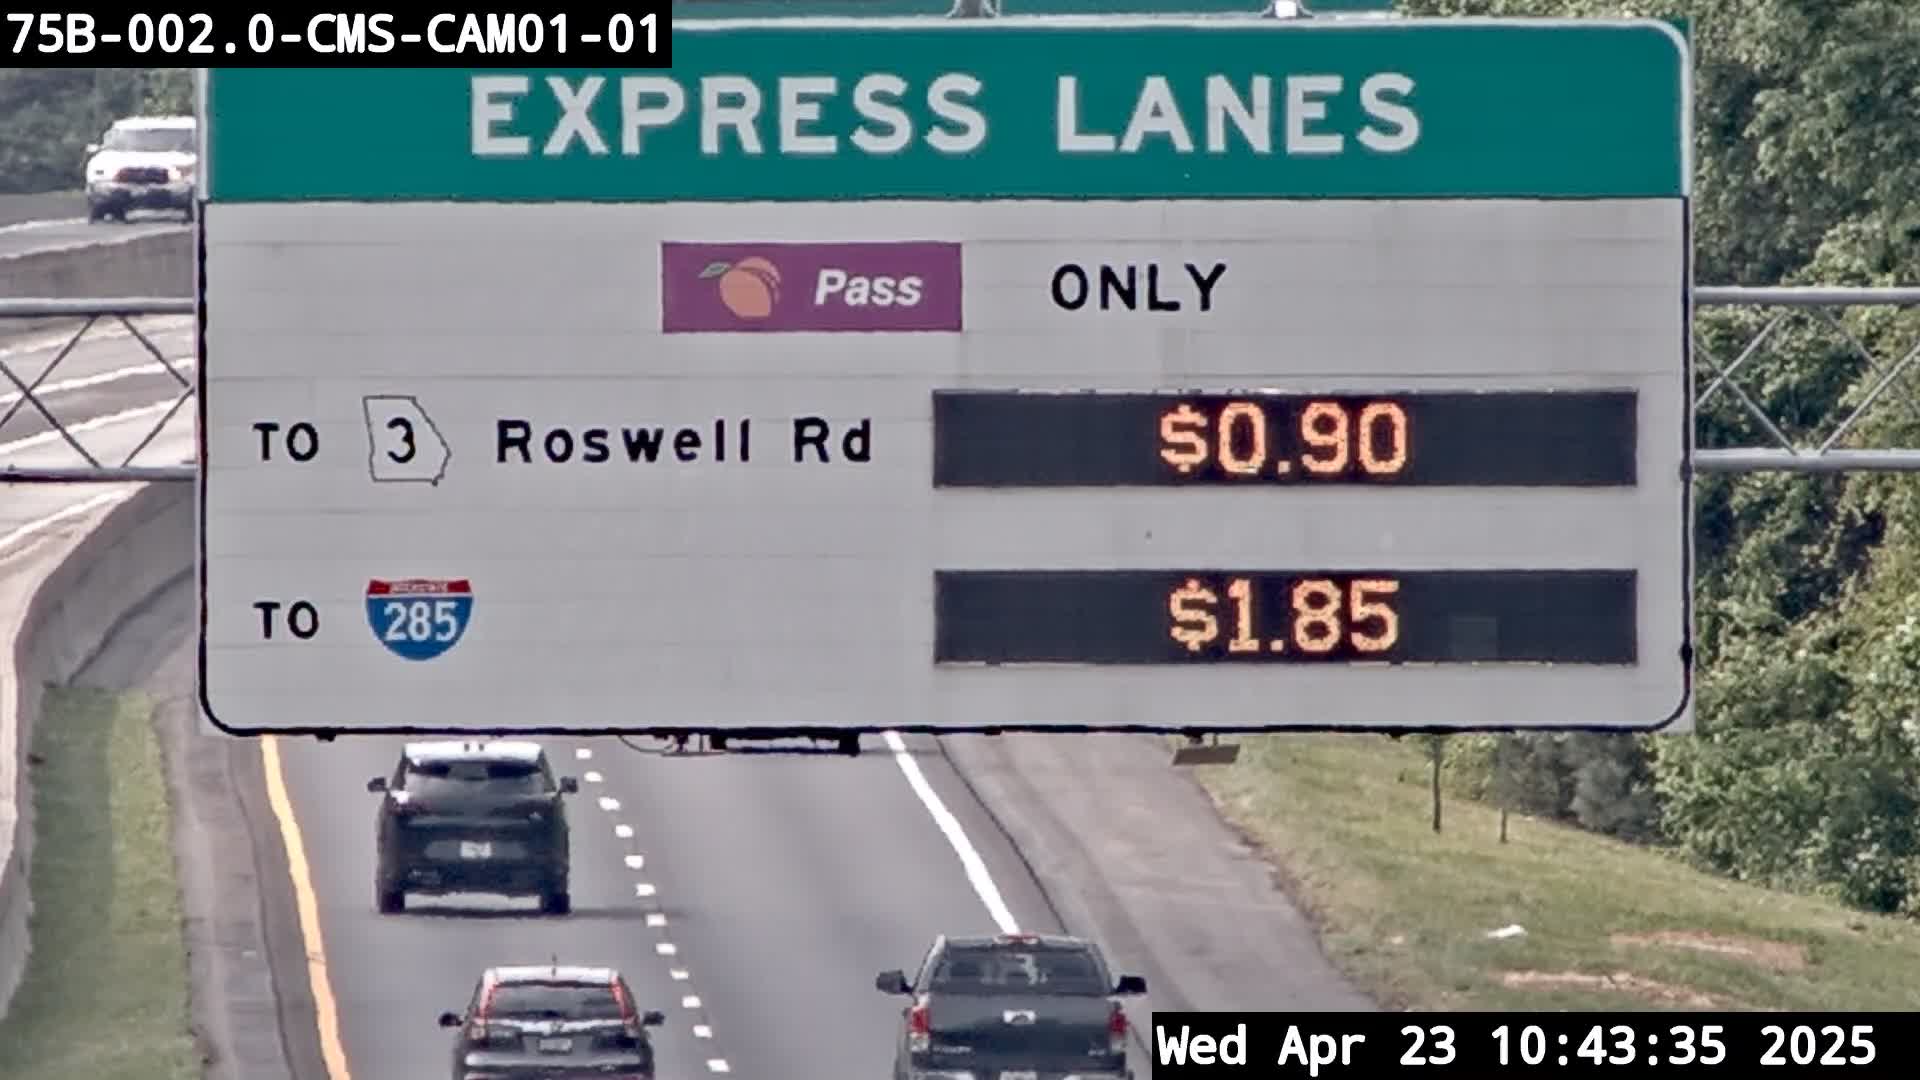 75B-002.0-CMS-CAM01-01
EXPRESS LANES
Pass ONLY
TO 3 Roswell Rd $0.90
TO 285 $1.85
Wed Apr 23 10:43:35 2025